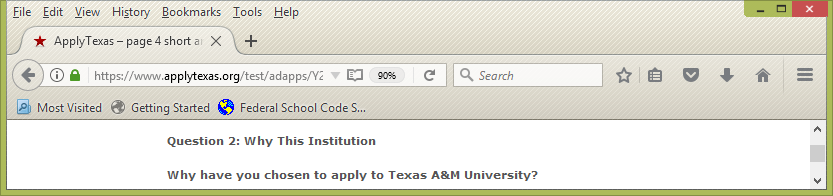 File Edit View History Bookmarks Tools Help
ApplyTexas – page 4 short
https://www.applytexas.org/test/adapps/Y2 90% Search
Most Visited Getting Started Federal School Code S...
Question 2: Why This Institution
Why have you chosen to apply to Texas A&M University?